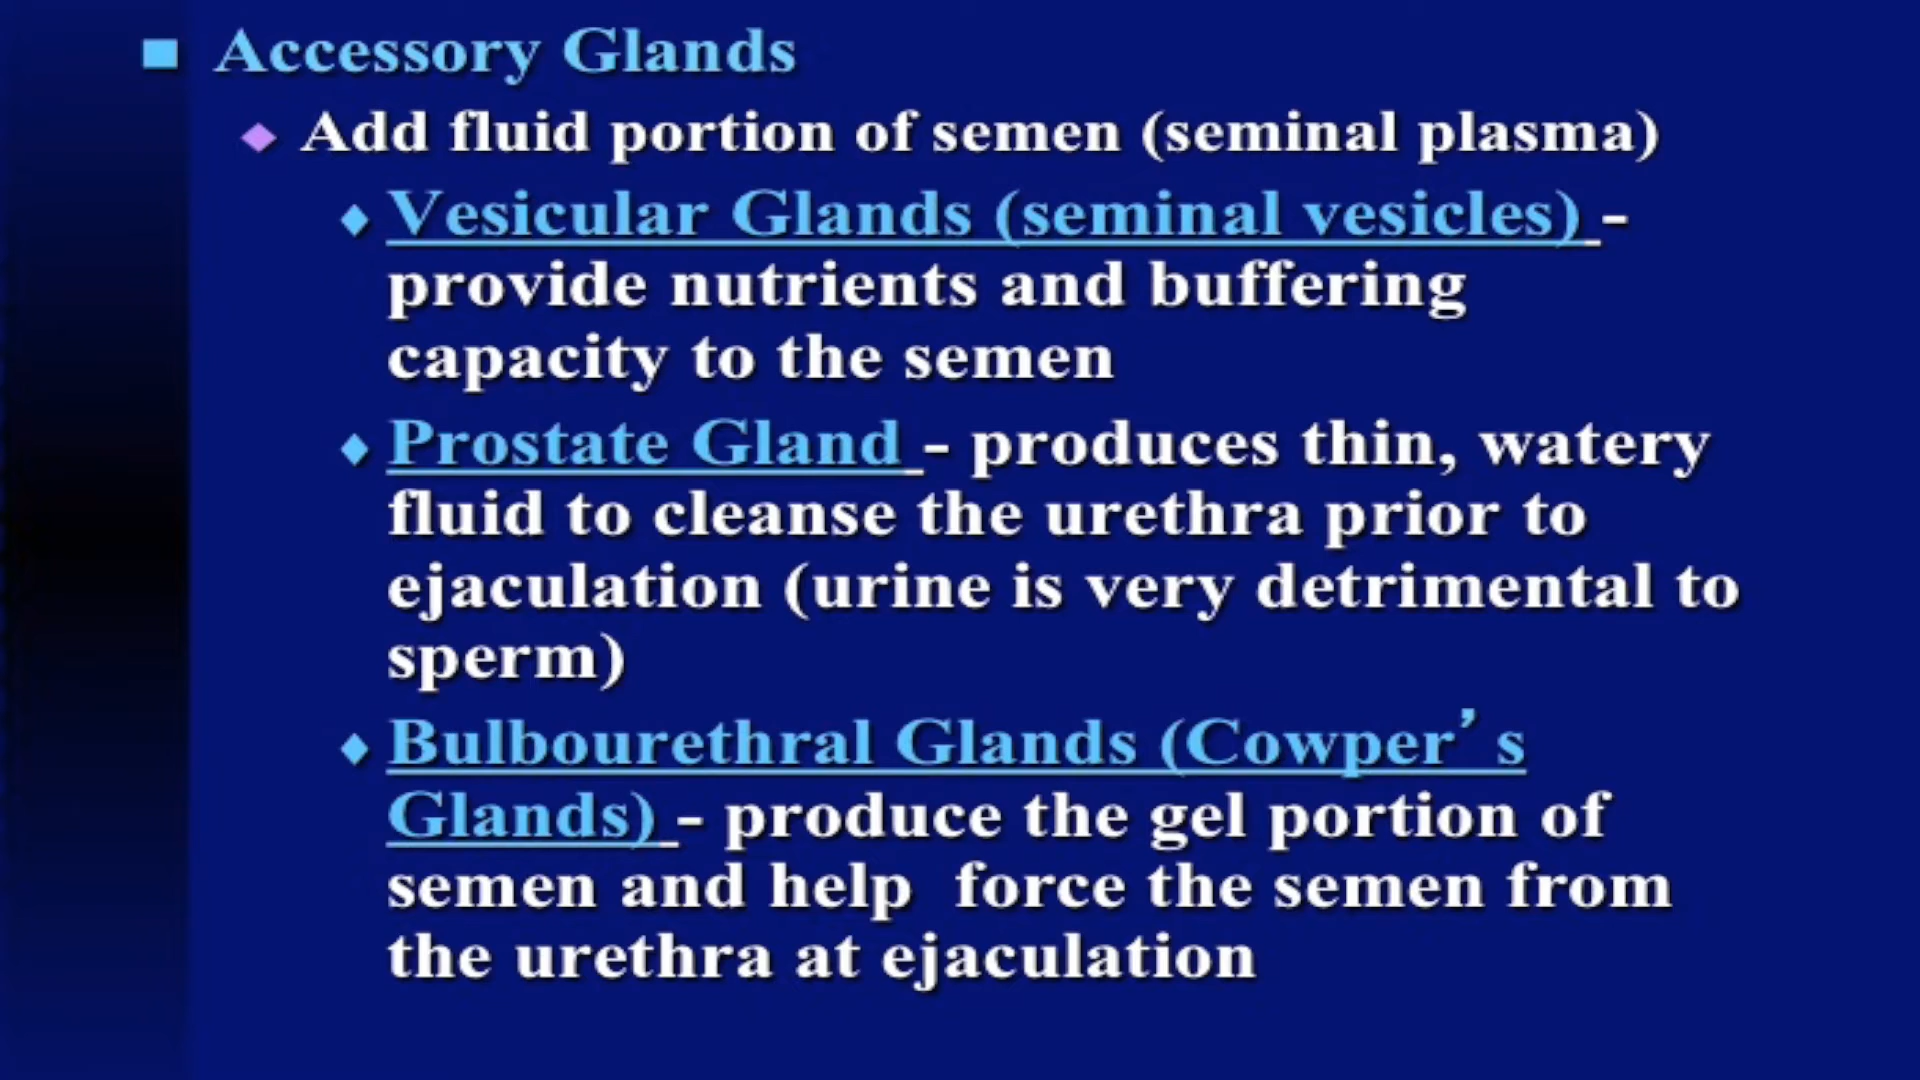 Accessory Glands
Add fluid portion of semen (seminal plasma)
Vesicular Glands (seminal vesicles) -
provide nutrients and buffering
capacity to the semen
Prostate Gland - produces thin, watery
fluid to cleanse the urethra prior to
ejaculation (urine is very detrimental to
sperm)
Bulbourethral Glands (Cowper’s
Glands) - produce the gel portion of
semen and help  force the semen from
the urethra at ejaculation